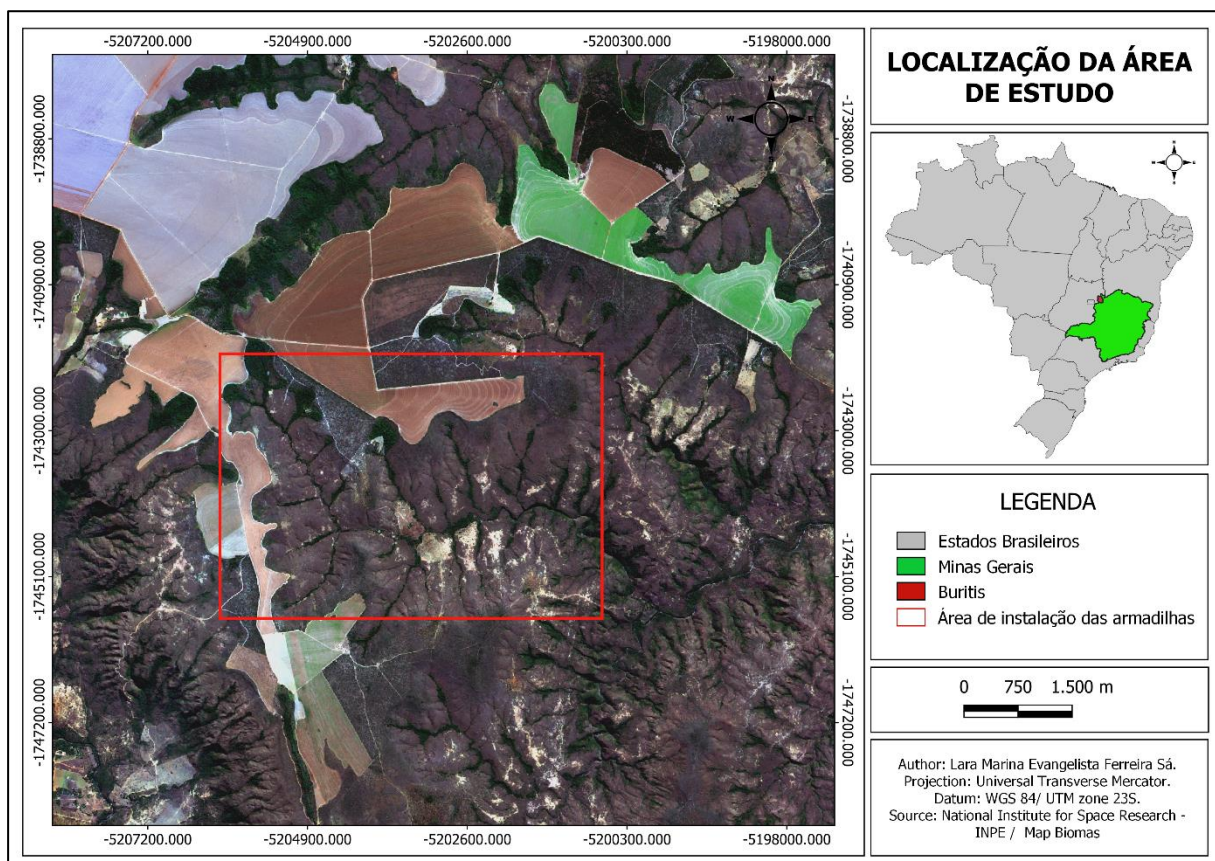 LOCALIZAÇÃO DA ÁREA
DE ESTUDO
-5207200.000 -5204900.000 -5202600.000 -5200300.000 -5198000.000
-1738800.000
-1740900.000
-1743000.000
-1745100.000
-1747200.000
N
W E
-1738800.000
-1740900.000
-1743000.000
-1745100.000
-1747200.000
-5207200.000 -5204900.000 -5202600.000 -5200300.000 -5198000.000
LEGENDA
Estados Brasileiros
Minas Gerais
Buritis
Área de instalação das armadilhas
0 750 1.500 m
Author: Lara Marina Evangelista Ferreira Sá.
Projection: Universal Transverse Mercator.
Datum: WGS 84/ UTM zone 23S.
Source: National Institute for Space Research -
INPE / Map Biomas